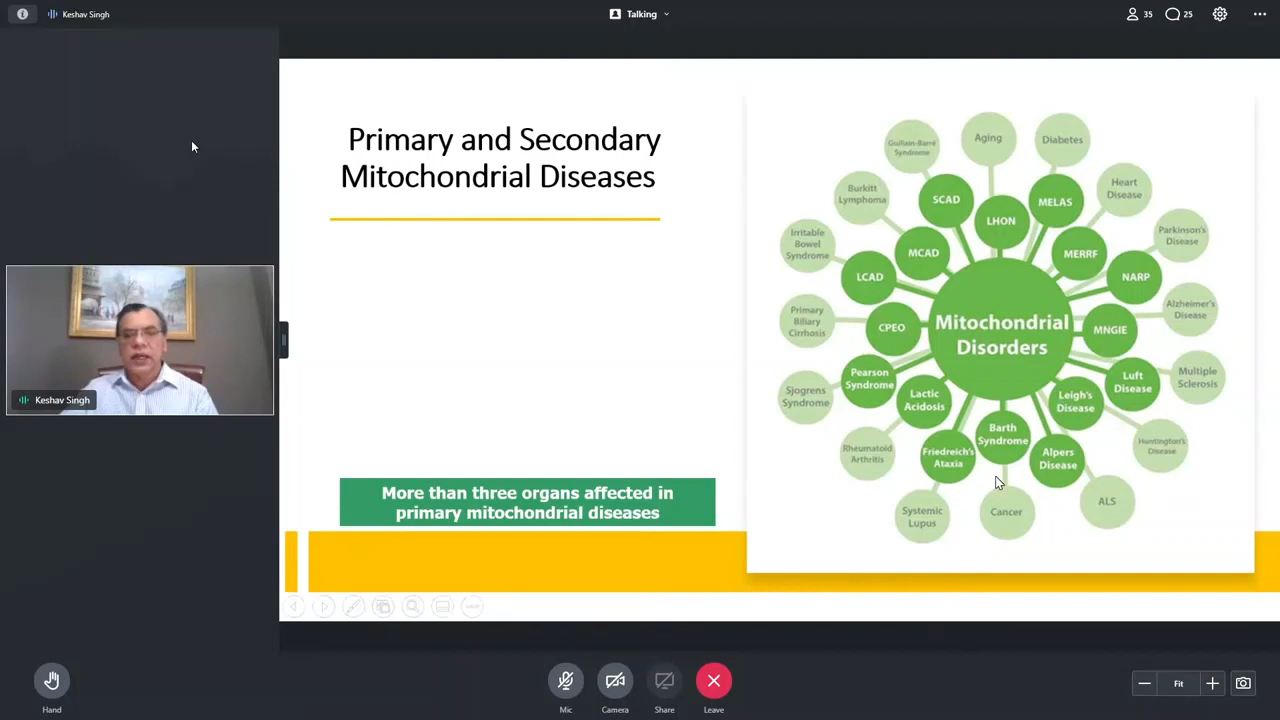 Keshav Singh
Talking
35
25
Primary and Secondary
Mitochondrial Diseases
Guillain-Barré
Syndrome
Aging
Diabetes
Burkitt
Lymphoma
SCAD
LHON
MELAS
Heart
Disease
Irritable
Bowel
Syndrome
MCAD
MERRF
Parkinson's
Disease
LCAD
NARP
Primary
Biliary
Cirrhosis
CPEO
Mitochondrial
Disorders
MNGIE
Alzheimer's
Disease
Sjogrens
Syndrome
Pearson
Syndrome
Lactic
Acidosis
Leigh's
Disease
Luft
Disease
Multiple
Sclerosis
Rheumatoid
Arthritis
Friedreich's
Ataxia
Barth
Syndrome
Alpers
Disease
Huntington's
Disease
Systemic
Lupus
Cancer
ALS
Keshav Singh
More than three organs affected in
primary mitochondrial diseases
Hand
Mic
Camera
Share
Leave
Fit